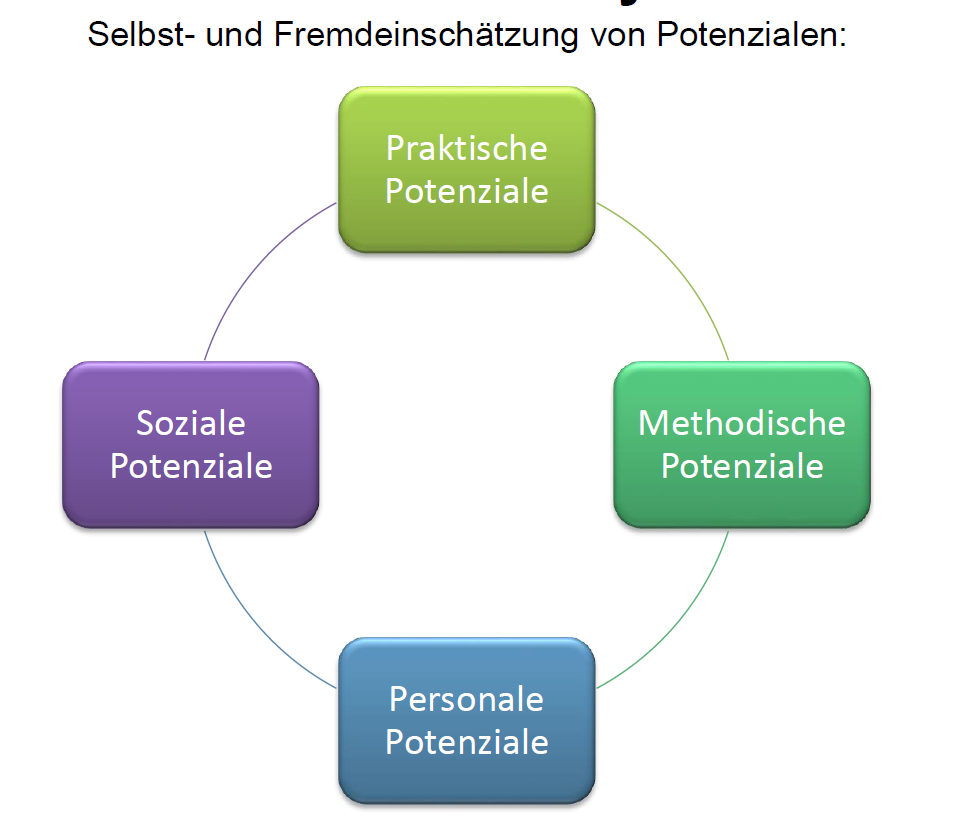 Selbst- und Fremdeinschätzung von Potenzialen:
Praktische
Potenziale
Soziale
Potenziale
Methodische
Potenziale
Personale
Potenziale